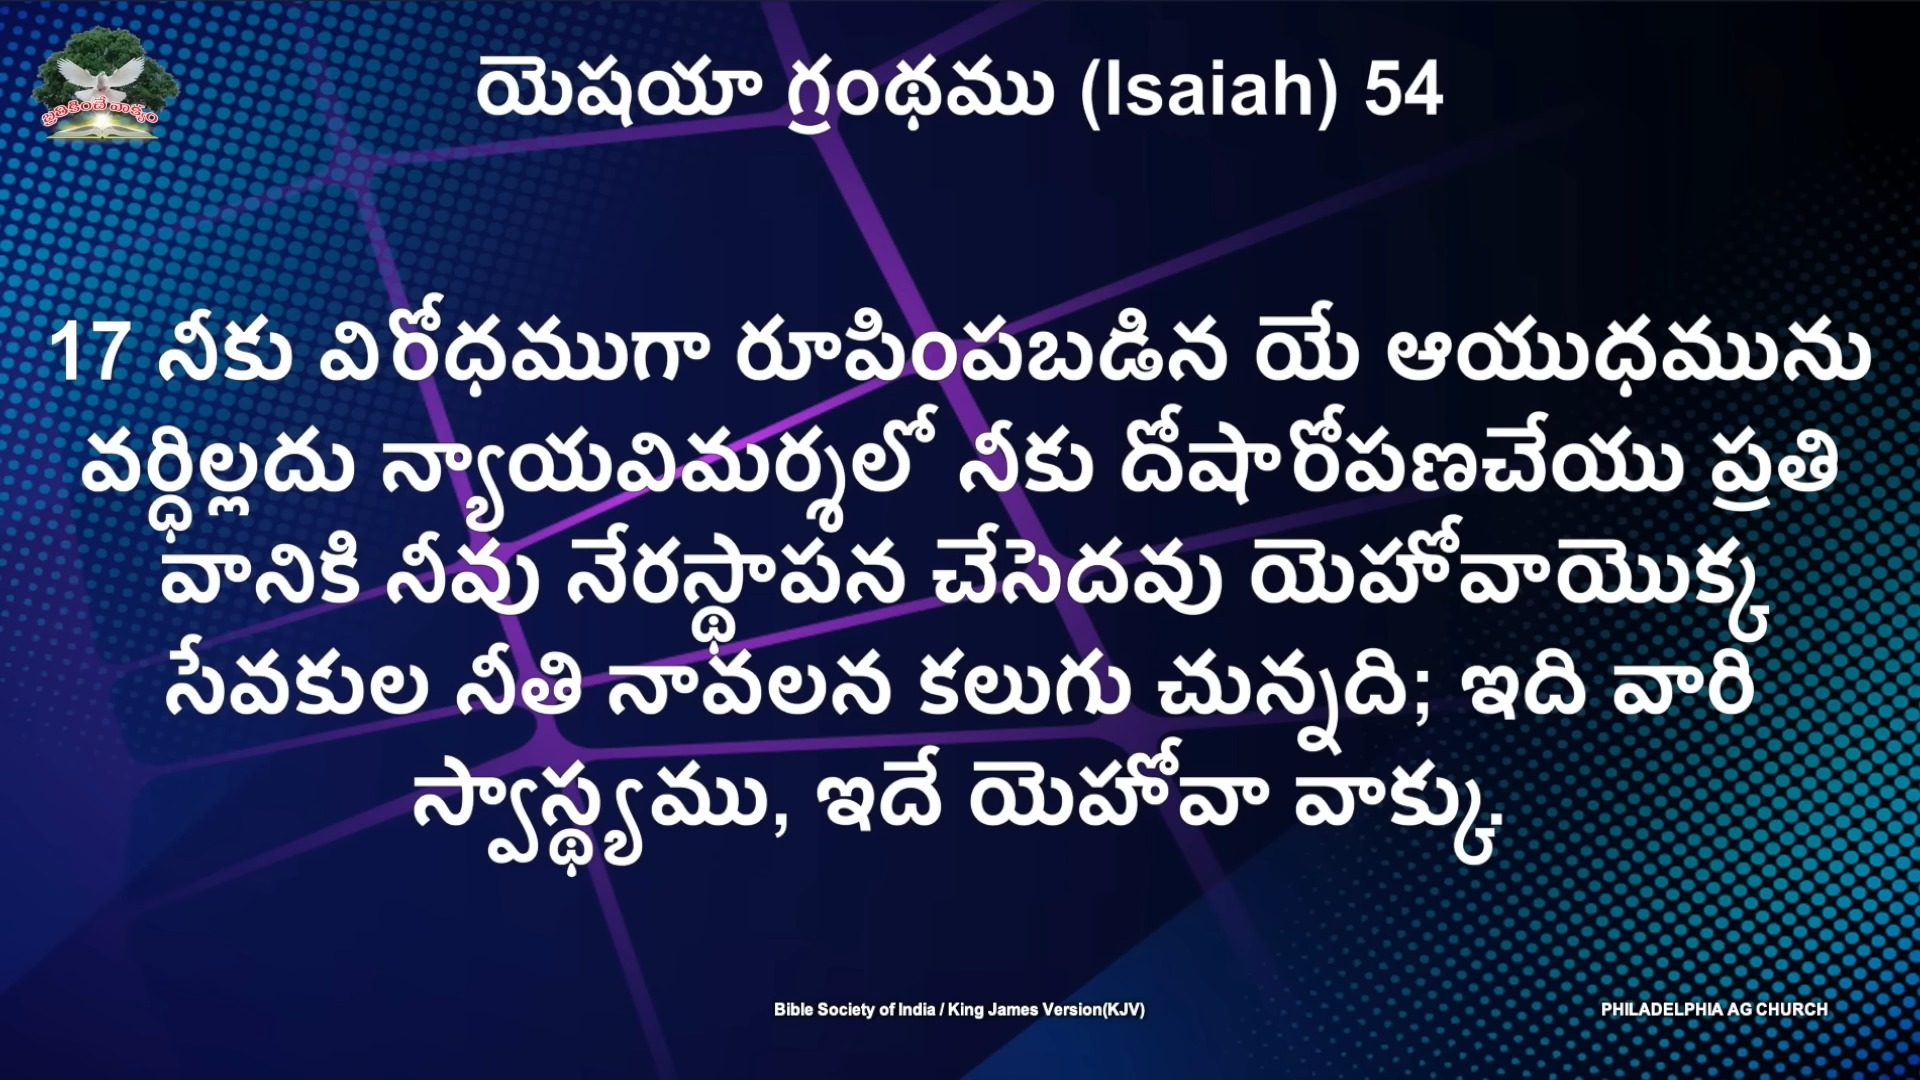 బ్రతికించే వాక్యం
యెషయా గ్రంథము (Isaiah) 54
17 నీకు విరోధముగా రూపింపబడిన యే ఆయుధమును
వర్ధిల్లదు న్యాయవిమర్శలో నీకు దోషారోపణచేయు ప్రతి
వానికి నీవు నేరస్థాపన చేసెదవు యెహోవాయొక్క
సేవకుల నీతి నావలన కలుగు చున్నది; ఇది వారి
స్వాస్థ్యము, ఇదే యెహోవా వాక్కు.
Bible Society of India / King James Version(KJV)
PHILADELPHIA AG CHURCH